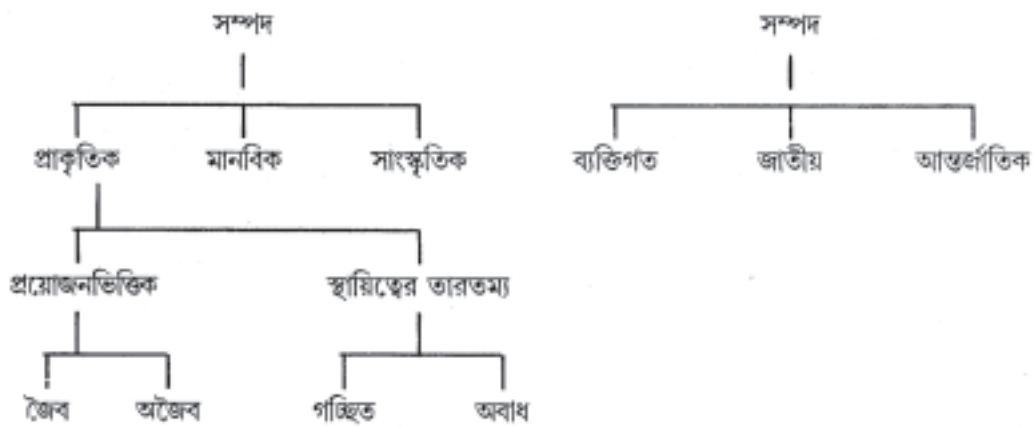 সম্পদ সম্পদ
প্রাকৃতিক মানবিক সাংস্কৃতিক ব্যক্তিগত জাতীয় আন্তর্জাতিক
প্রয়োজনভিত্তিক স্থায়িত্বের তারতম্য
জৈব অজৈব গচ্ছিত অবাধ